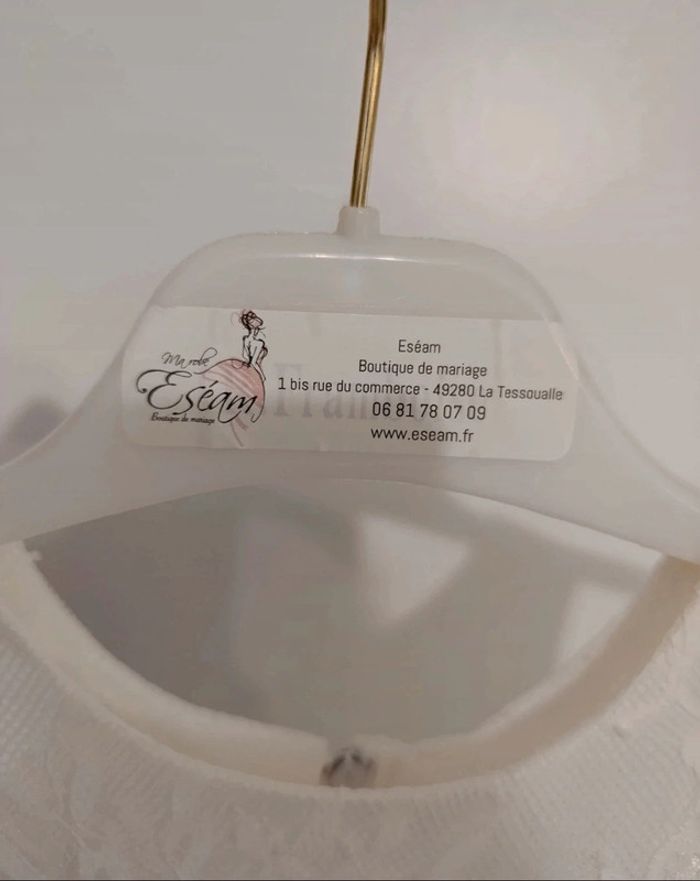 Ma robe
Eséam
Boutique de mariage
Eséam
Boutique de mariage
1 bis rue du commerce - 49280 La Tessoualle
06 81 78 07 09
www.eseam.fr